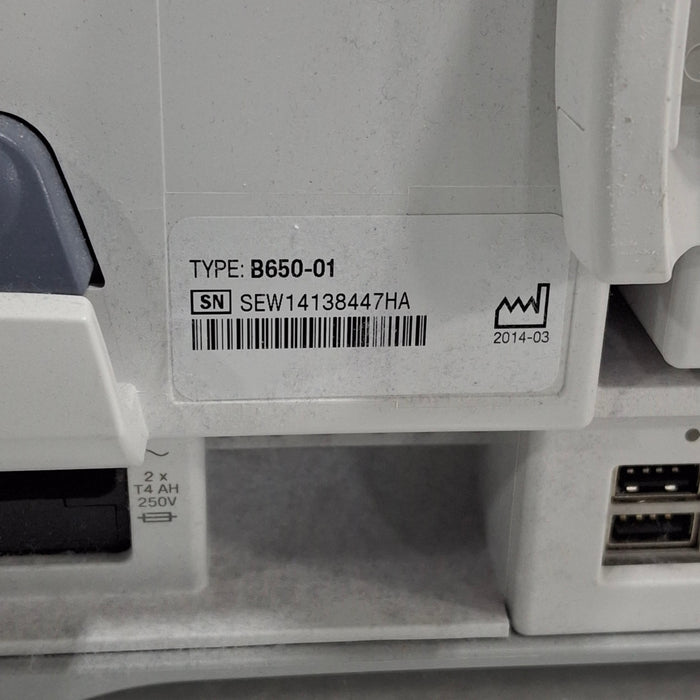 TYPE: B650-01
SN SEW14138447HA
2014-03
2 x
T4 AH
250V